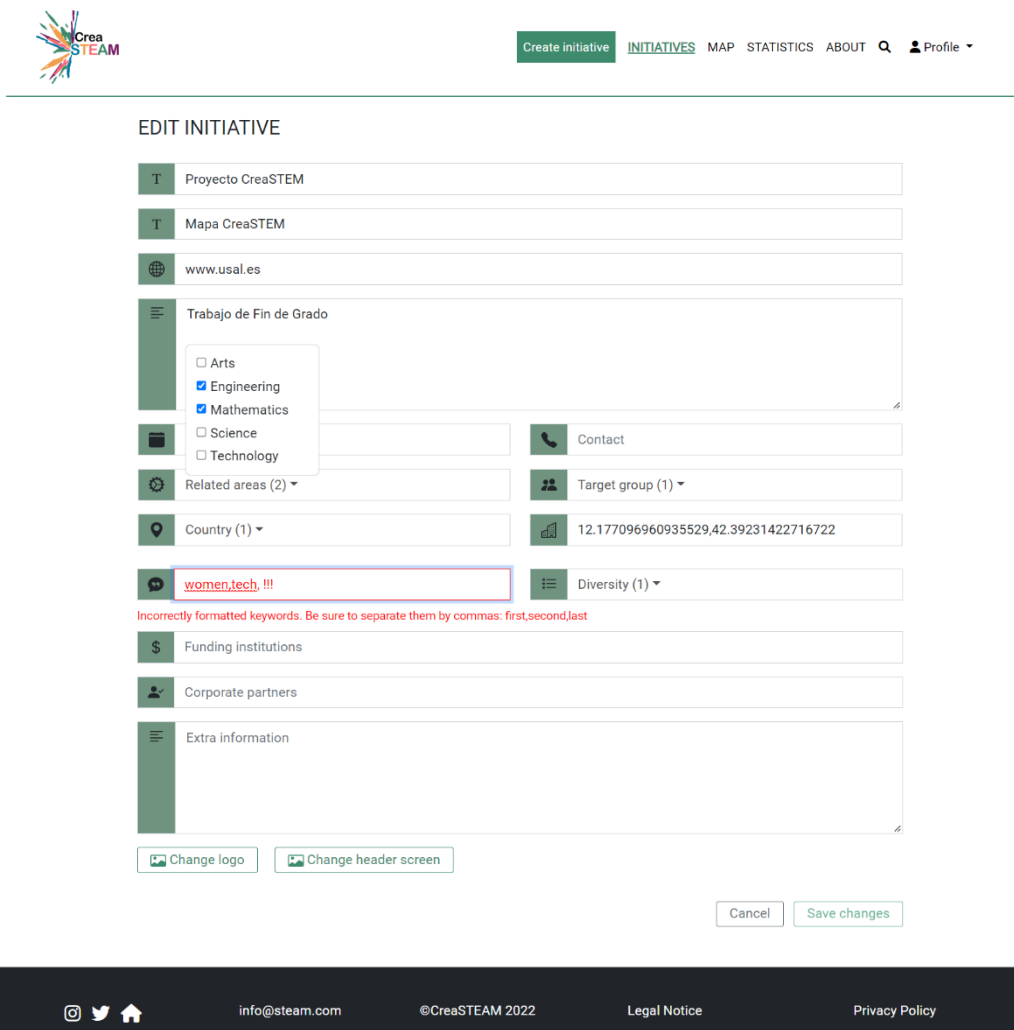 Crea
STEAM
Create initiative INITIATIVES MAP STATISTICS ABOUT Profile
EDIT INITIATIVE
T Proyecto CreaSTEM
T Mapa CreaSTEM
www.usal.es
Trabajo de Fin de Grado
Arts
Engineering
Mathematics
Science
Technology
Contact
Related areas (2) Target group (1)
Country (1) 12.177096960935529,42.39231422716722
women,tech, !!! Diversity (1)
Incorrectly formatted keywords. Be sure to separate them by commas: first,second,last
$ Funding institutions
Corporate partners
Extra information
Change logo Change header screen
Cancel Save changes
info@steam.com ©CreaSTEAM 2022 Legal Notice Privacy Policy